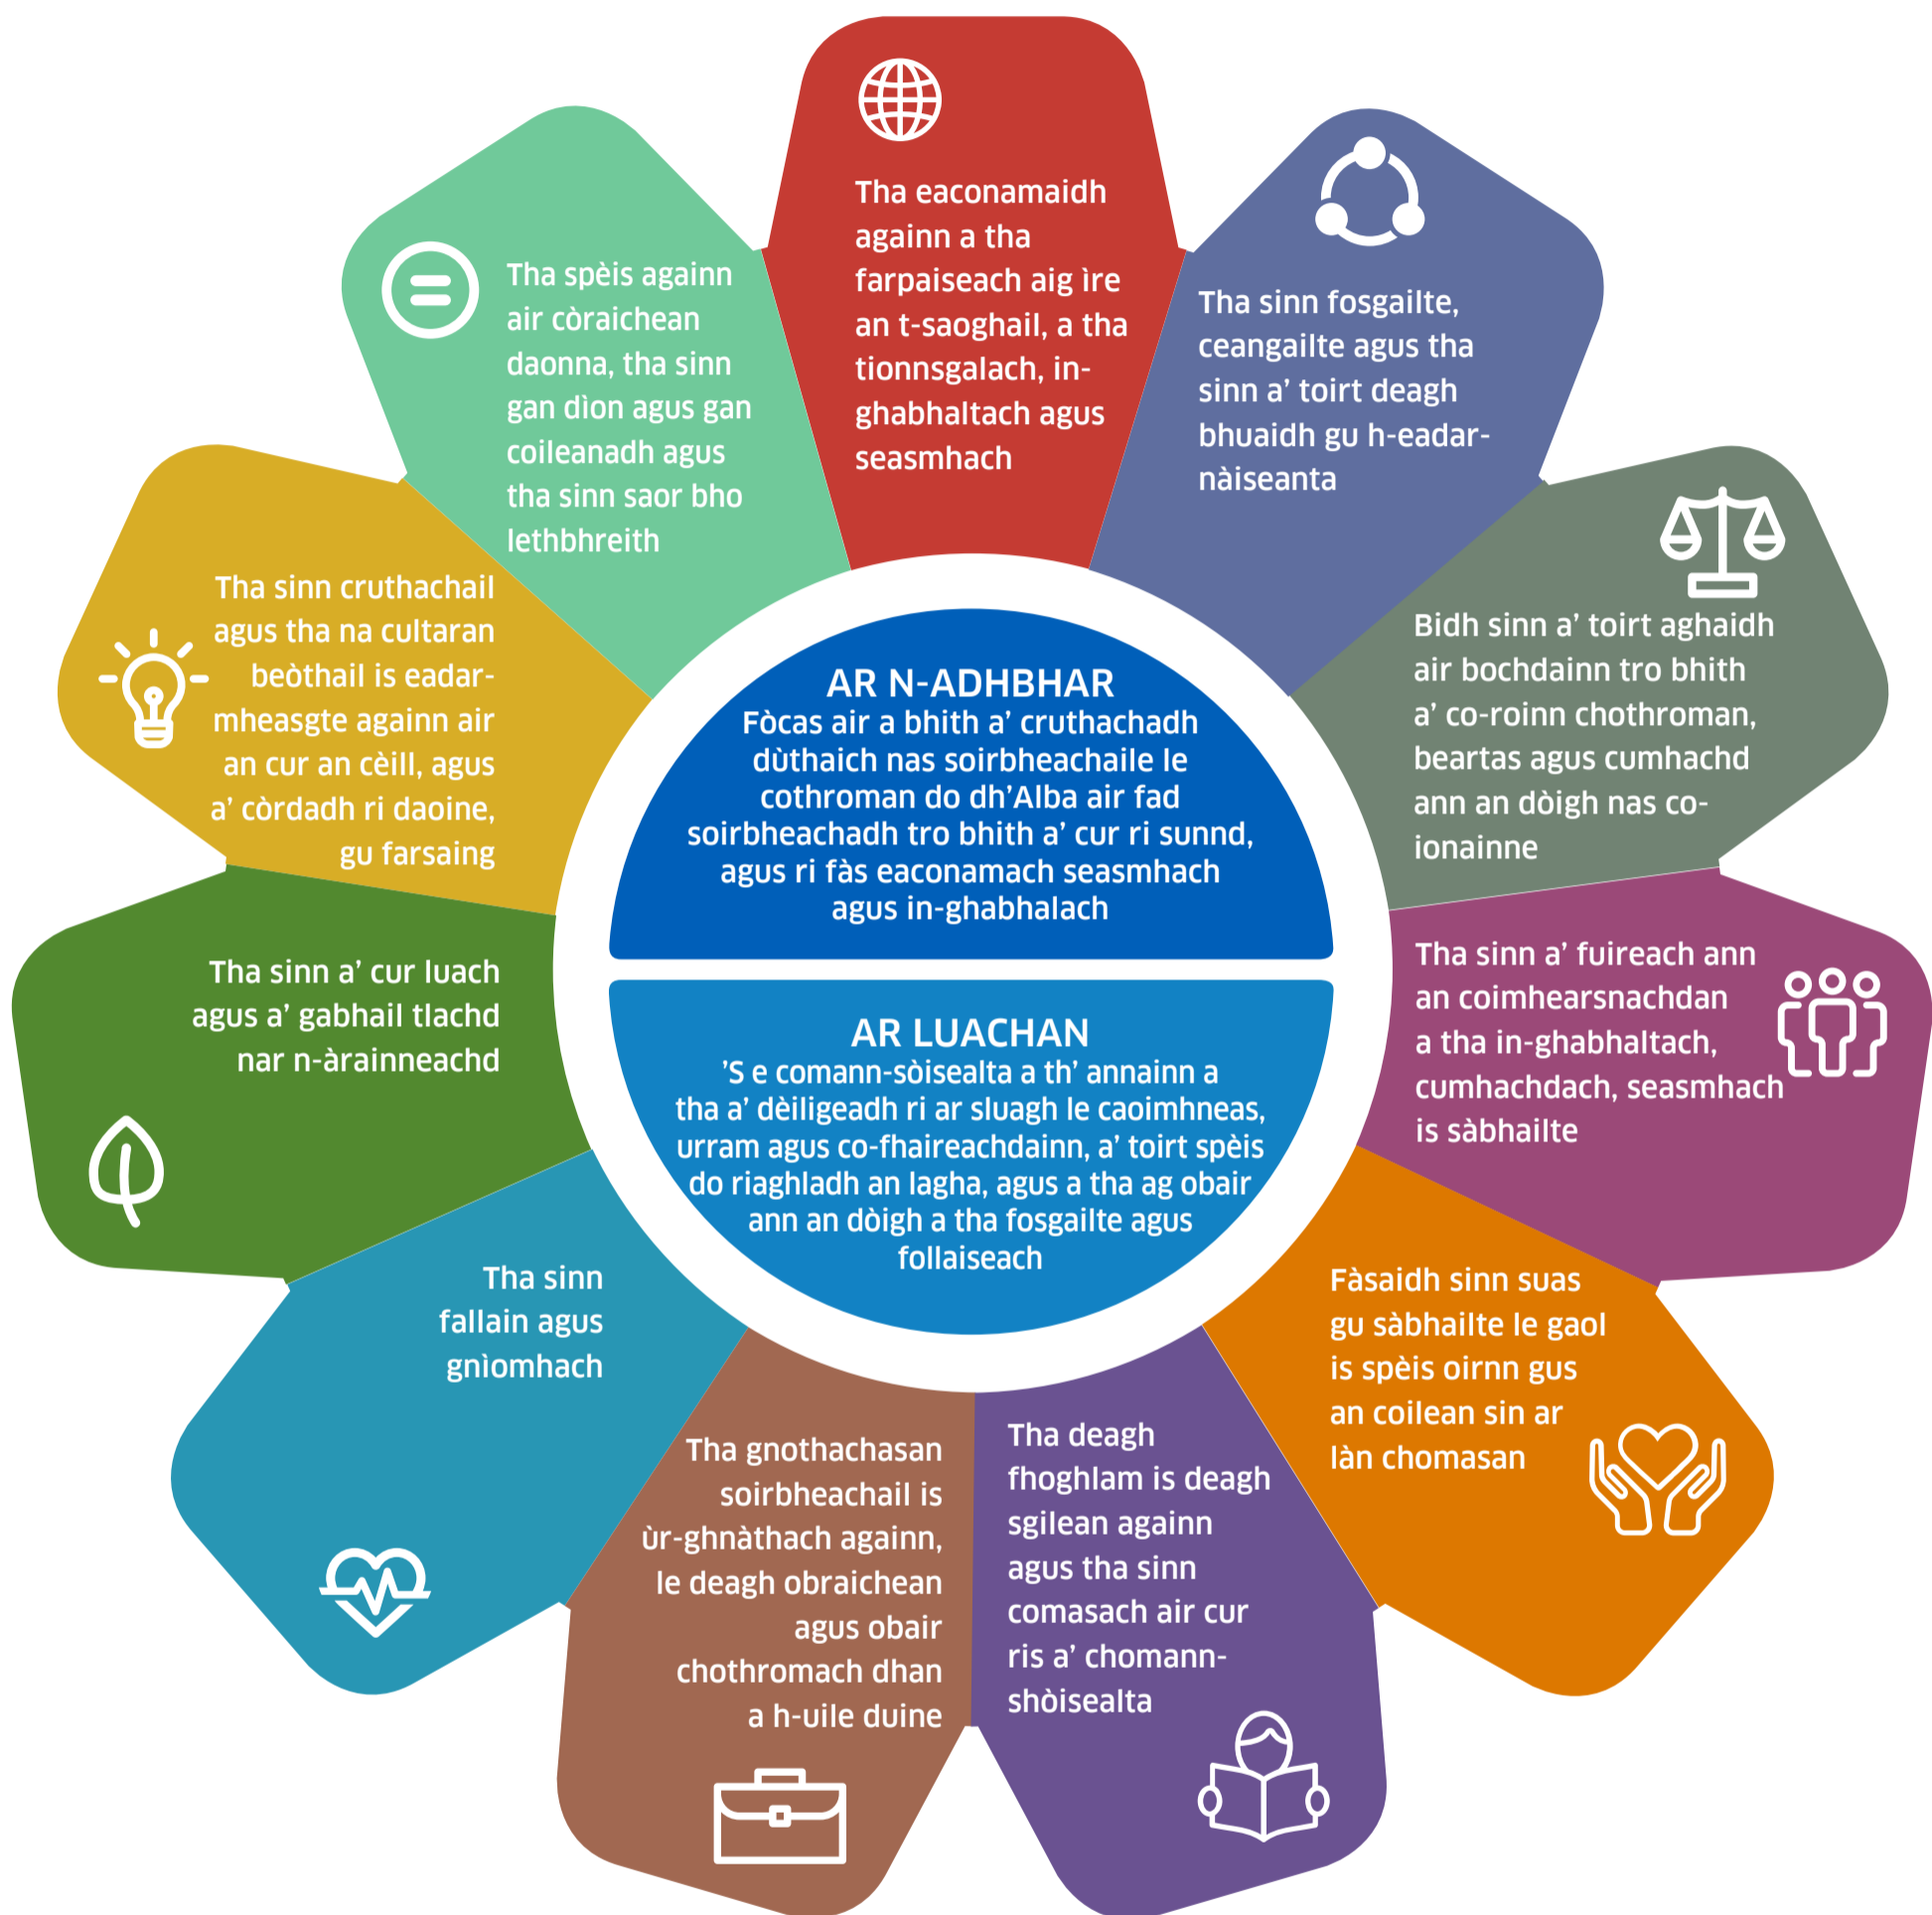 Tha eaconamaidh
againn a tha
farpaiseach aig ìre
an t-saoghail, a tha
tionnsgalach, in-
ghabhaltach agus
seasmhach
Tha sinn fosgailte,
ceangailte agus tha
sinn a’ toirt deagh
bhuaidh gu h-eadar-
nàiseanta
Bidh sinn a’ toirt aghaidh
air bochdainn tro bhith
a’ co-roinn chothroman,
beartas agus cumhachd
ann an dòigh nas co-
ionainne
Tha sinn a’ fuireach ann
an coimhearsnachdan
a tha in-ghabhaltach,
cumhachdach, seasmhach
is sàbhailte
Fàsaidh sinn suas
gu sàbhailte le gaol
is spèis oirnn gus
an coilean sin ar
làn chomasan
Tha deagh
fhoghlam is deagh
sgilean againn
agus tha sinn
comasach air cur
ris a’ chomann-
shòisealta
Tha gnothachasan
soirbheachail is
ùr-ghnàthach againn,
le deagh obraichean
agus obair
chothromach dhan
a h-uile duine
Tha sinn
fallain agus
gnìomhach
Tha sinn a’ cur luach
agus a’ gabhail tlachd
nar n-àrainneachd
Tha sinn cruthachail
agus tha na cultaran
beòthail is eadar-
mheasgte againn air
an cur an cèill, agus
a’ còrdadh ri daoine,
gu farsaing
Tha spèis againn
air còraichean
daonna, tha sinn
gan dìon agus gan
coileanadh agus
tha sinn saor bho
lethbhreith
AR N-ADHBHAR
Fòcas air a bhith a’ cruthachadh
dùthaich nas soirbheachaile le
cothroman do dh’Alba air fad
soirbheachadh tro bhith a’ cur ri sunnd,
agus ri fàs eaconamach seasmhach
agus in-ghabhalach
AR LUACHAN
’S e comann-sòisealta a th’ annainn a
tha a’ dèiligeadh ri ar sluagh le caoimhneas,
urram agus co-fhaireachdainn, a’ toirt spèis
do riaghladh an lagha, agus a tha ag obair
ann an dòigh a tha fosgailte agus
follaiseach